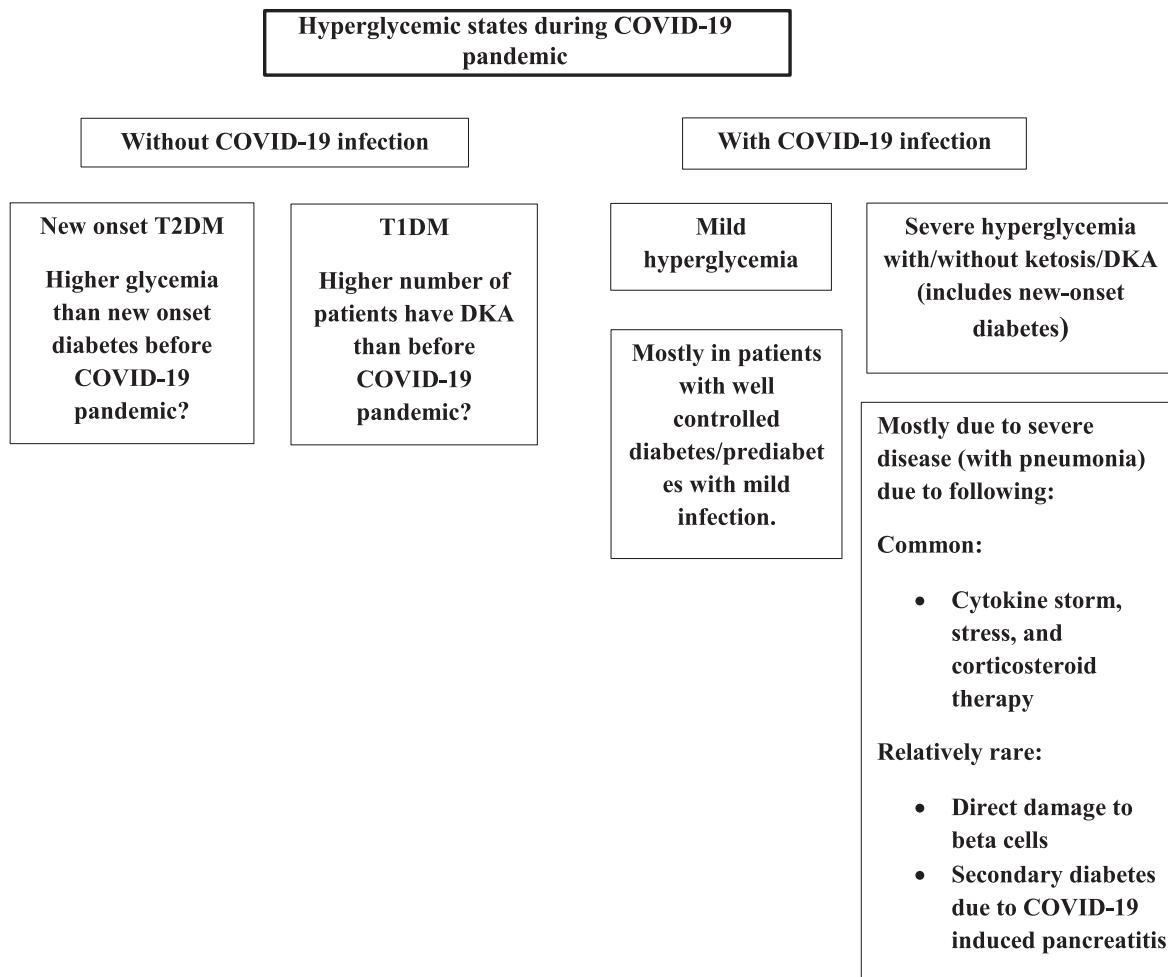 Hyperglycemic states during COVID-19
pandemic
Without COVID-19 infection
With COVID-19 infection
New onset T2DM
Higher glycemia
than new onset
diabetes before
COVID-19
pandemic?
T1DM
Higher number of
patients have DKA
than before
COVID-19
pandemic?
Mild
hyperglycemia
Mostly in patients
with well
controlled
diabetes/prediabet
es with mild
infection.
Severe hyperglycemia
with/without ketosis/DKA
(includes new-onset
diabetes)
Mostly due to severe
disease (with pneumonia)
due to following:
Common:
• Cytokine storm,
stress, and
corticosteroid
therapy
Relatively rare:
• Direct damage to
beta cells
• Secondary diabetes
due to COVID-19
induced pancreatitis